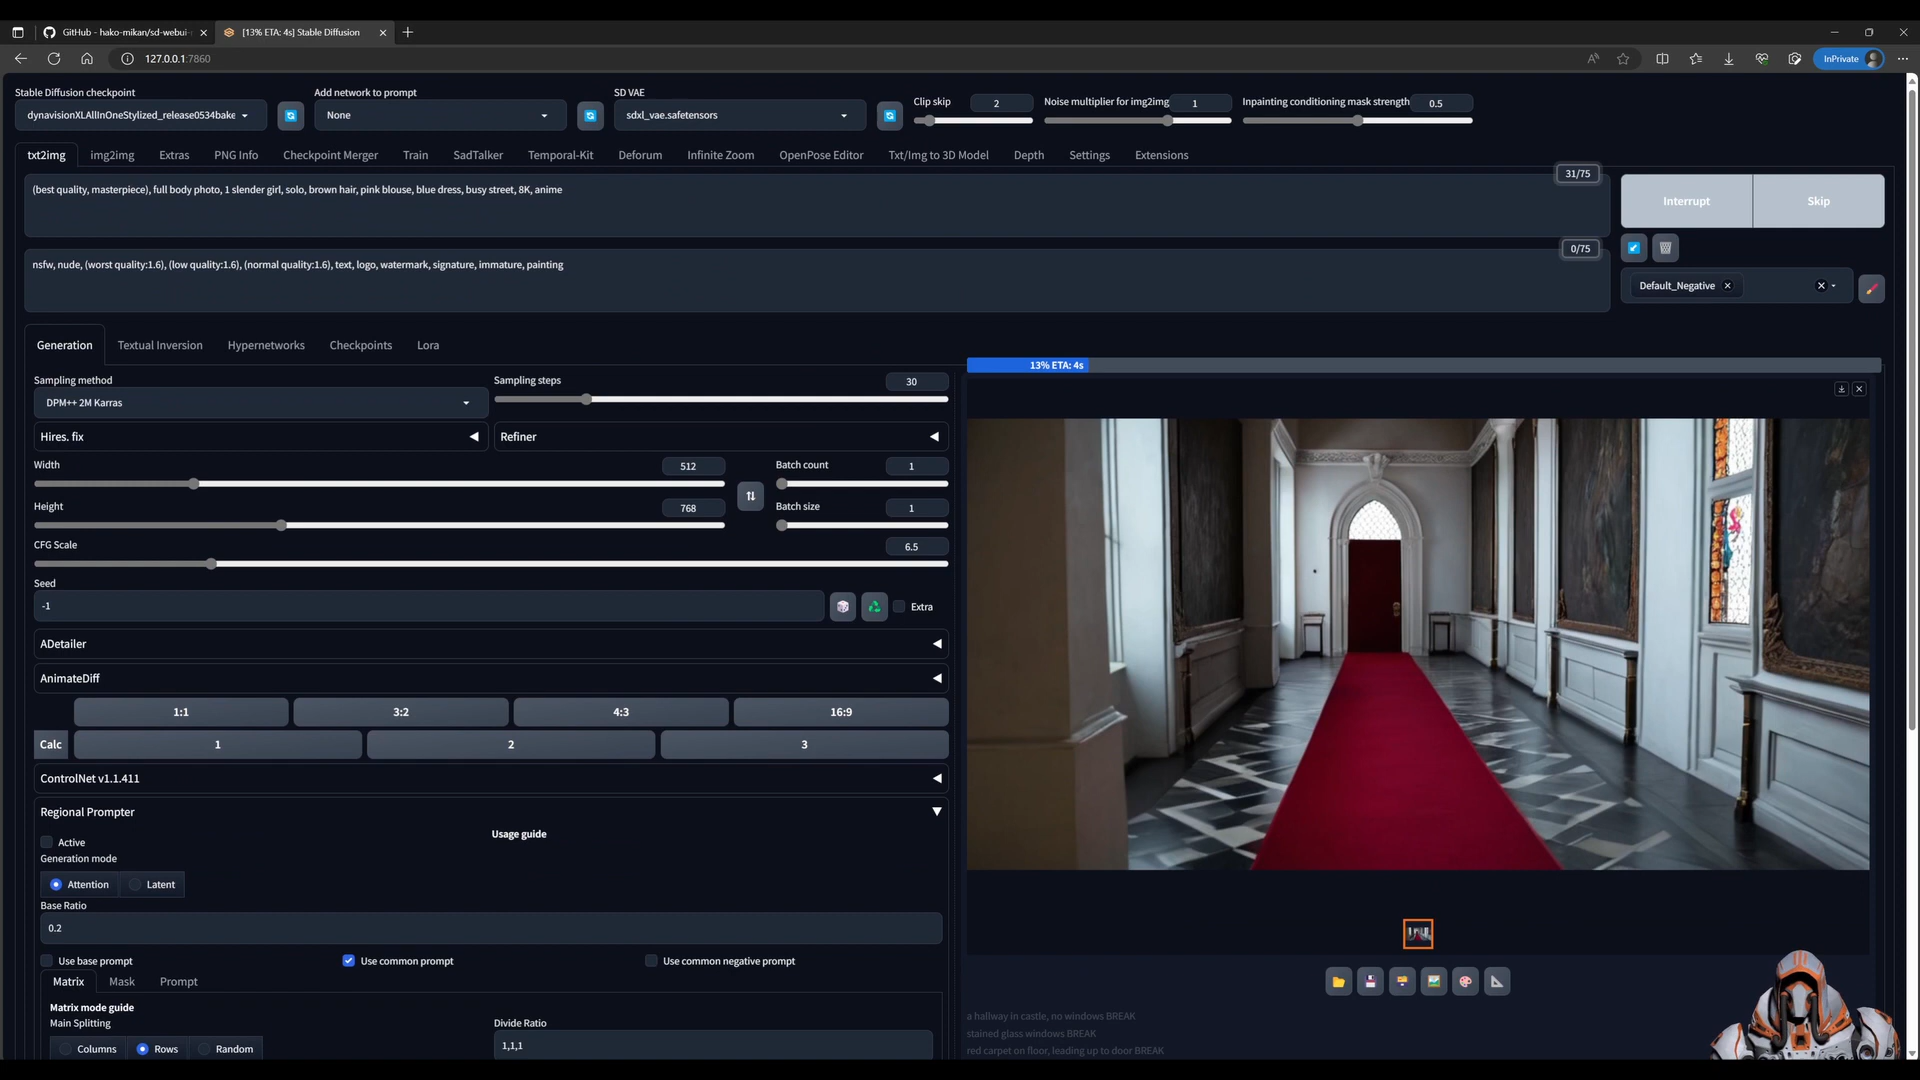 GitHub - hako-mikan/sd-webui-
[13% ETA: 4s] Stable Diffusion
127.0.0.1:7860
InPrivate
Stable Diffusion checkpoint
Add network to prompt
SD VAE
Clip skip
2
Noise multiplier for img2img
1
Inpainting conditioning mask strength
0.5
dynavisionXLAllInOneStylized_release0534bake
None
sdxl_vae.safetensors
txt2img
img2img
Extras
PNG Info
Checkpoint Merger
Train
SadTalker
Temporal-Kit
Deforum
Infinite Zoom
OpenPose Editor
Txt/Img to 3D Model
Depth
Settings
Extensions
31/75
(best quality, masterpiece), full body photo, 1 slender girl, solo, brown hair, pink blouse, blue dress, busy street, 8K, anime
Interrupt
Skip
0/75
nsfw, nude, (worst quality:1.6), (low quality:1.6), (normal quality:1.6), text, logo, watermark, signature, immature, painting
Default_Negative
Generation
Textual Inversion
Hypernetworks
Checkpoints
Lora
13% ETA: 4s
Sampling method
DPM++ 2M Karras
Sampling steps
30
Hires. fix
Refiner
Width
512
Batch count
1
Height
768
Batch size
1
CFG Scale
6.5
Seed
-1
Extra
ADetailer
AnimateDiff
1:1
3:2
4:3
16:9
Calc
1
2
3
ControlNet v1.1.411
Regional Prompter
Active
Usage guide
Generation mode
Attention
Latent
Base Ratio
0.2
Use base prompt
Use common prompt
Use common negative prompt
Matrix
Mask
Prompt
Matrix mode guide
Main Splitting
Columns
Rows
Random
Divide Ratio
1,1,1
a hallway in castle, no windows BREAK
stained glass windows BREAK
red carpet on floor, leading up to door BREAK